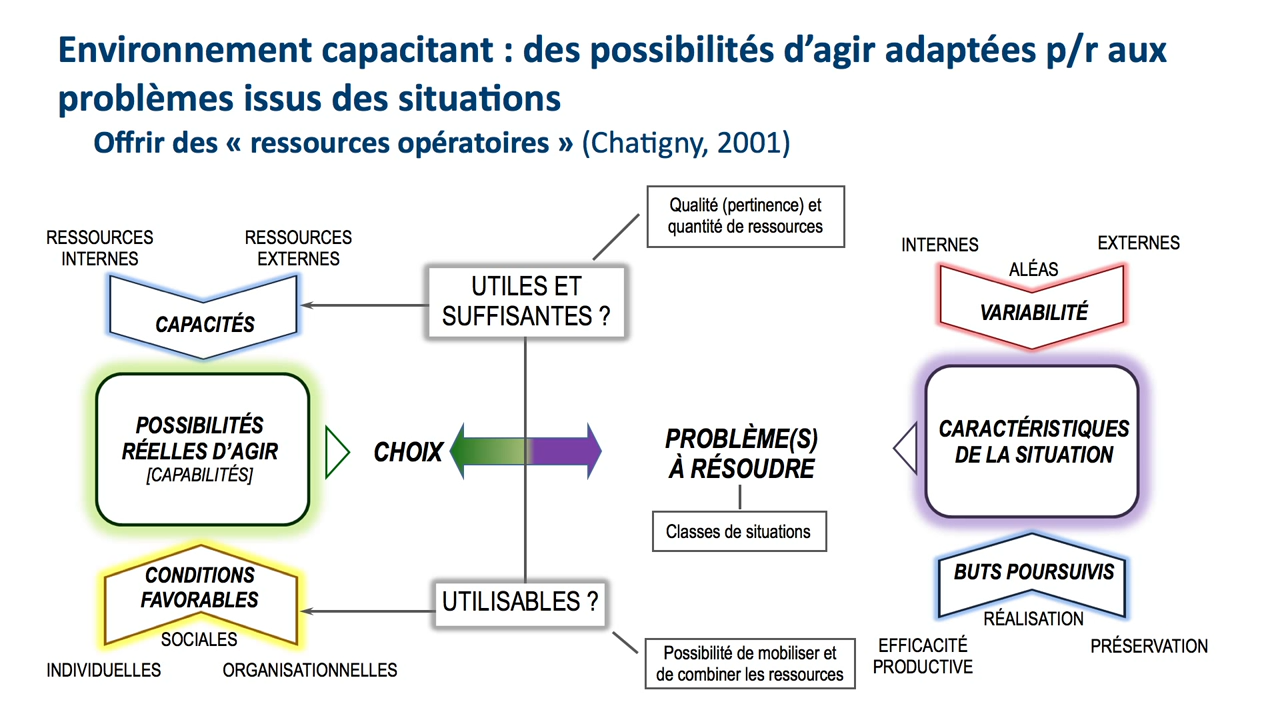 Environnement capacitant : des possibilités d’agir adaptées p/r aux
problèmes issus des situations
Offrir des « ressources opératoires » (Chatigny, 2001)
RESSOURCES
INTERNES
RESSOURCES
EXTERNES
CAPACITÉS
POSSIBILITÉS
RÉELLES D’AGIR
[CAPABILITÉS]
CONDITIONS
FAVORABLES
SOCIALES
INDIVIDUELLES
ORGANISATIONNELLES
CHOIX
UTILES ET
SUFFISANTES ?
Qualité (pertinence) et
quantité de ressources
UTILISABLES ?
Possibilité de mobiliser et
de combiner les ressources
PROBLÈME(S)
À RÉSOUDRE
Classes de situations
INTERNES
ALÉAS
EXTERNES
VARIABILITÉ
CARACTÉRISTIQUES
DE LA SITUATION
BUTS POURSUIVIS
RÉALISATION
EFFICACITÉ
PRODUCTIVE
PRÉSERVATION